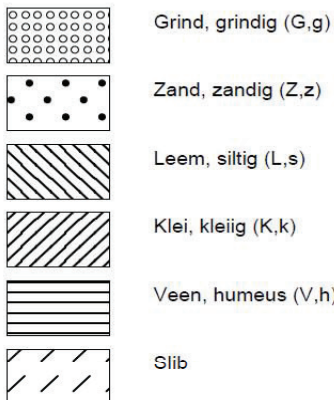 Grind, grindig (G,g)
Zand, zandig (Z,z)
Leem, siltig (L,s)
Klei, kleiig (K,k)
Veen, humeus (V,h)
Slib